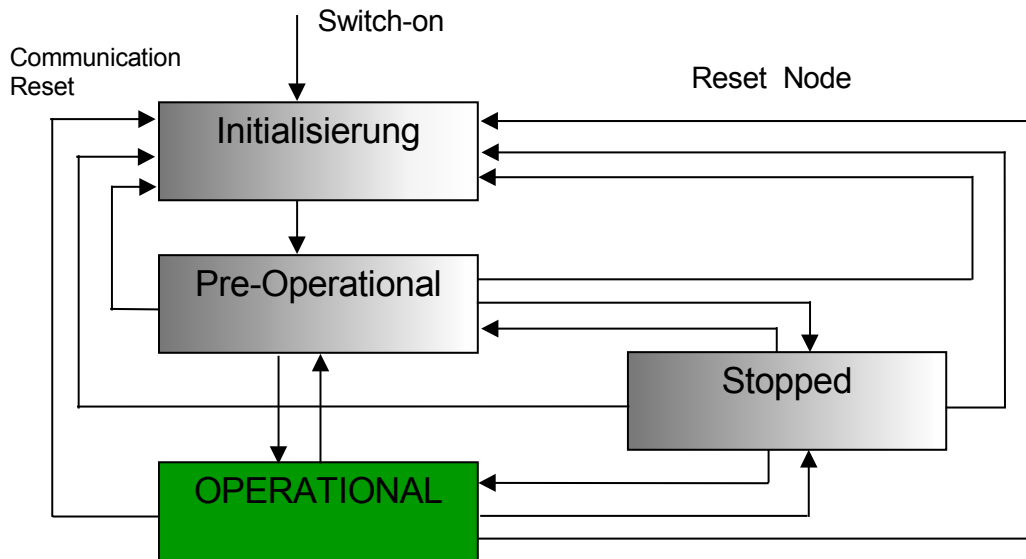 Switch-on
Communication
Reset
Reset Node
Initialisierung
Pre-Operational
Stopped
OPERATIONAL